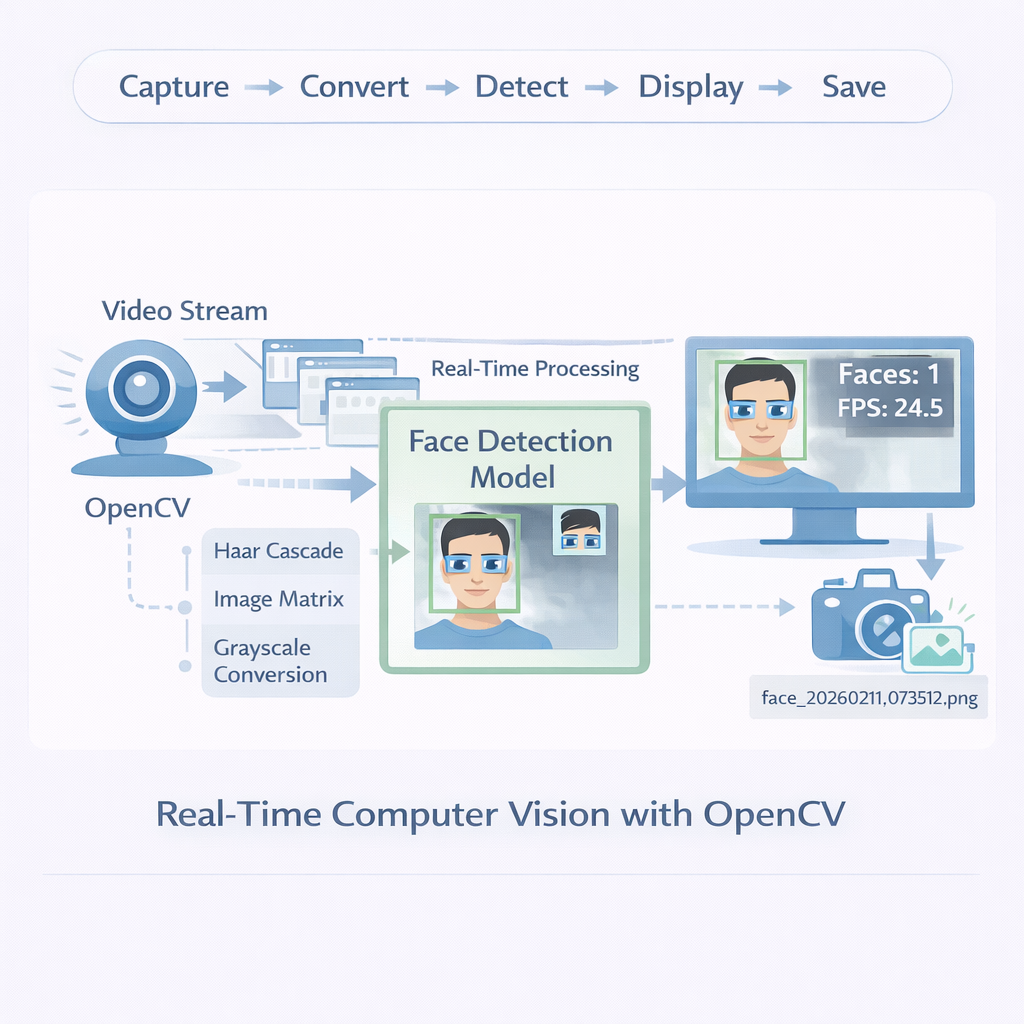 Capture → Convert → Detect → Display → Save
Video Stream
Real-Time Processing
Faces: 1
FPS: 24.5
Face Detection
Model
OpenCV
Haar Cascade
Image Matrix
Grayscale
Conversion
face_20260211,073512.png
Real-Time Computer Vision with OpenCV